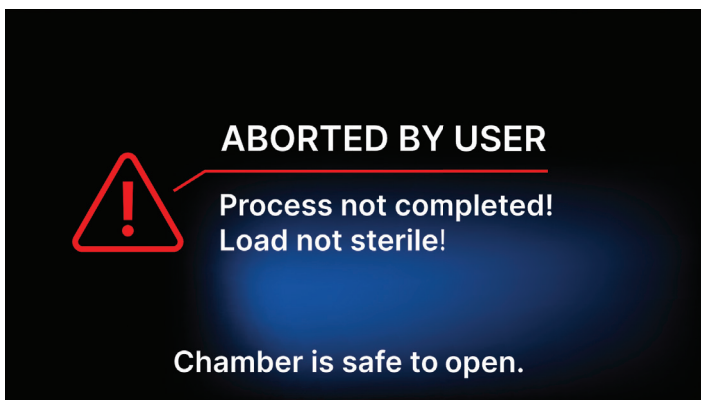 ABORTED BY USER
Process not completed!
Load not sterile!
Chamber is safe to open.